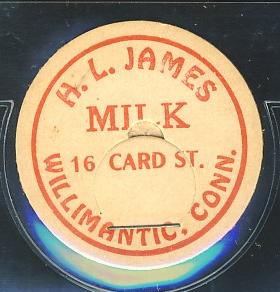 H. L. JAMES
MILK
16 CARD ST.
WILLIMANTIC, CONN.